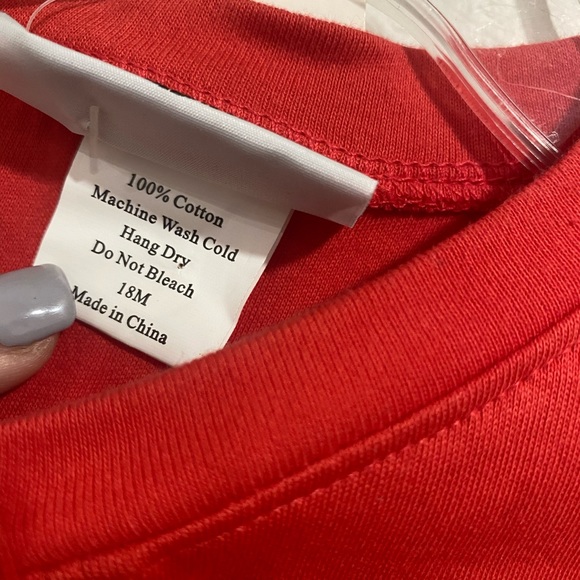 100% Cotton
Machine Wash Cold
Hang Dry
Do Not Bleach
18M
Made in China